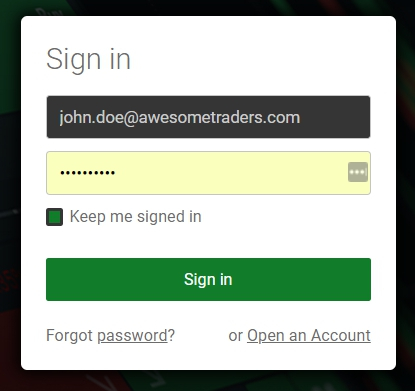 Sign in
john.doe@awesometraders.com
••••••••••
Keep me signed in
Sign in
Forgot password? or Open an Account